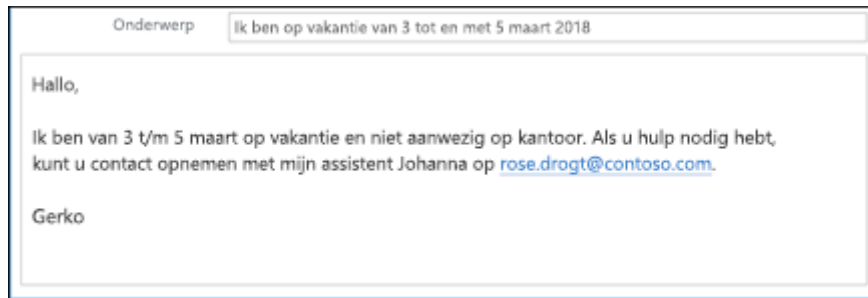 Onderwerp Ik ben op vakantie van 3 tot en met 5 maart 2018
Hallo,
Ik ben van 3 t/m 5 maart op vakantie en niet aanwezig op kantoor. Als u hulp nodig hebt,
kunt u contact opnemen met mijn assistent Johanna op rose.drogt@contoso.com.
Gerko